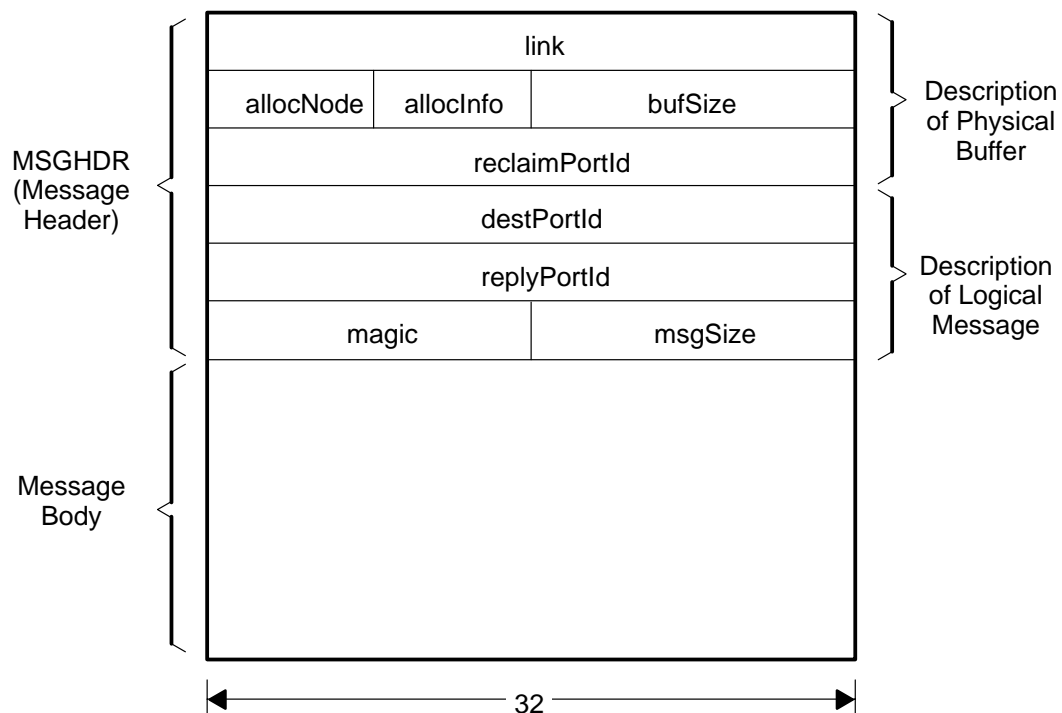 link
allocNode allocInfo bufSize
reclaimPortId
destPortId
replyPortId
magic msgSize
MSGHDR
(Message
Header)
Message
Body
Description
of Physical
Buffer
Description
of Logical
Message
32